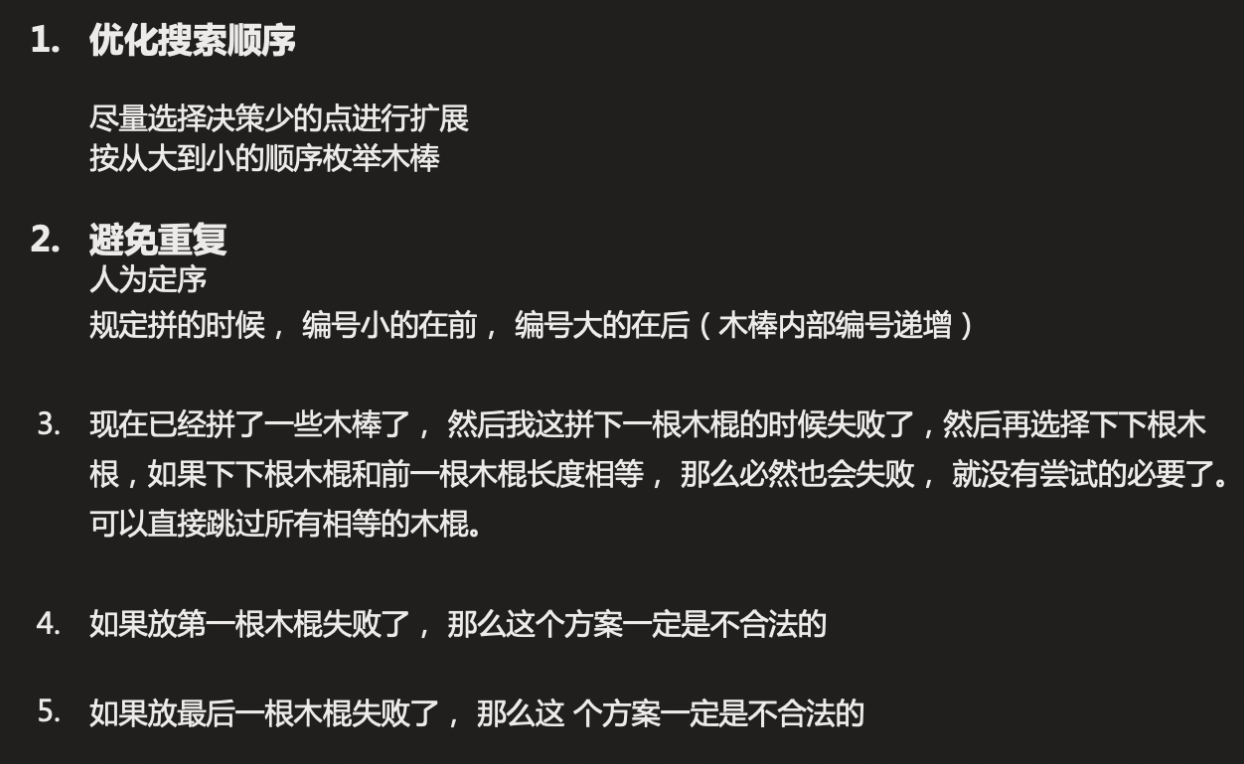 1. 优化搜索顺序
尽量选择决策少的点进行扩展
按从大到小的顺序枚举木棒
2. 避免重复
人为定序
规定拼的时候， 编号小的在前， 编号大的在后（木棒内部编号递增）
3. 现在已经拼了一些木棒了， 然后我这拼下一根木棍的时候失败了，然后再选择下下根木
根，如果下下根木棍和前一根木棍长度相等， 那么必然也会失败， 就没有尝试的必要了。
可以直接跳过所有相等的木棍。
4. 如果放第一根木棍失败了， 那么这个方案一定是不合法的
5. 如果放最后一根木棍失败了， 那么这 个方案一定是不合法的